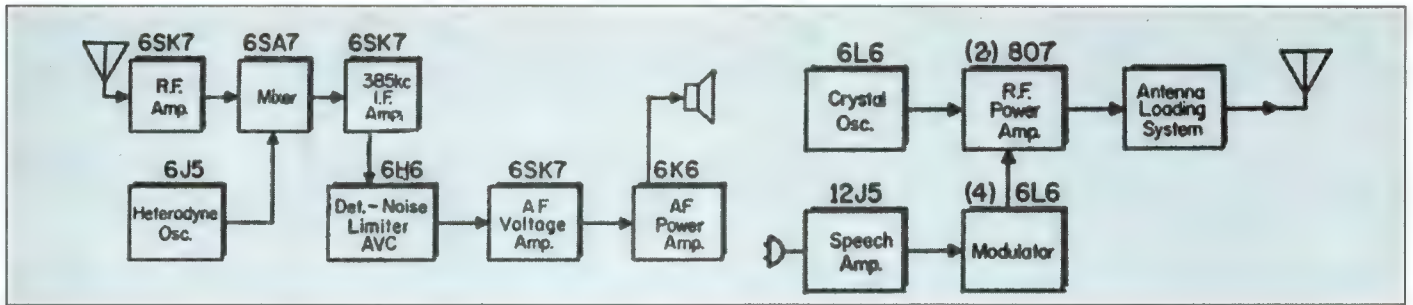 6SK7
R.F.
Amp.
6SA7
Mixer
6SK7
385kc
I.F.
Amp.
6J5
Heterodyne
Osc.
6H6
Det.-Noise
Limiter
AVC
6SK7
AF
Voltage
Amp.
6K6
AF
Power
Amp.
6L6
Crystal
Osc.
(2) 807
R.F.
Power
Amp.
Antenna
Loading
System
12J5
Speech
Amp.
(4) 6L6
Modulator